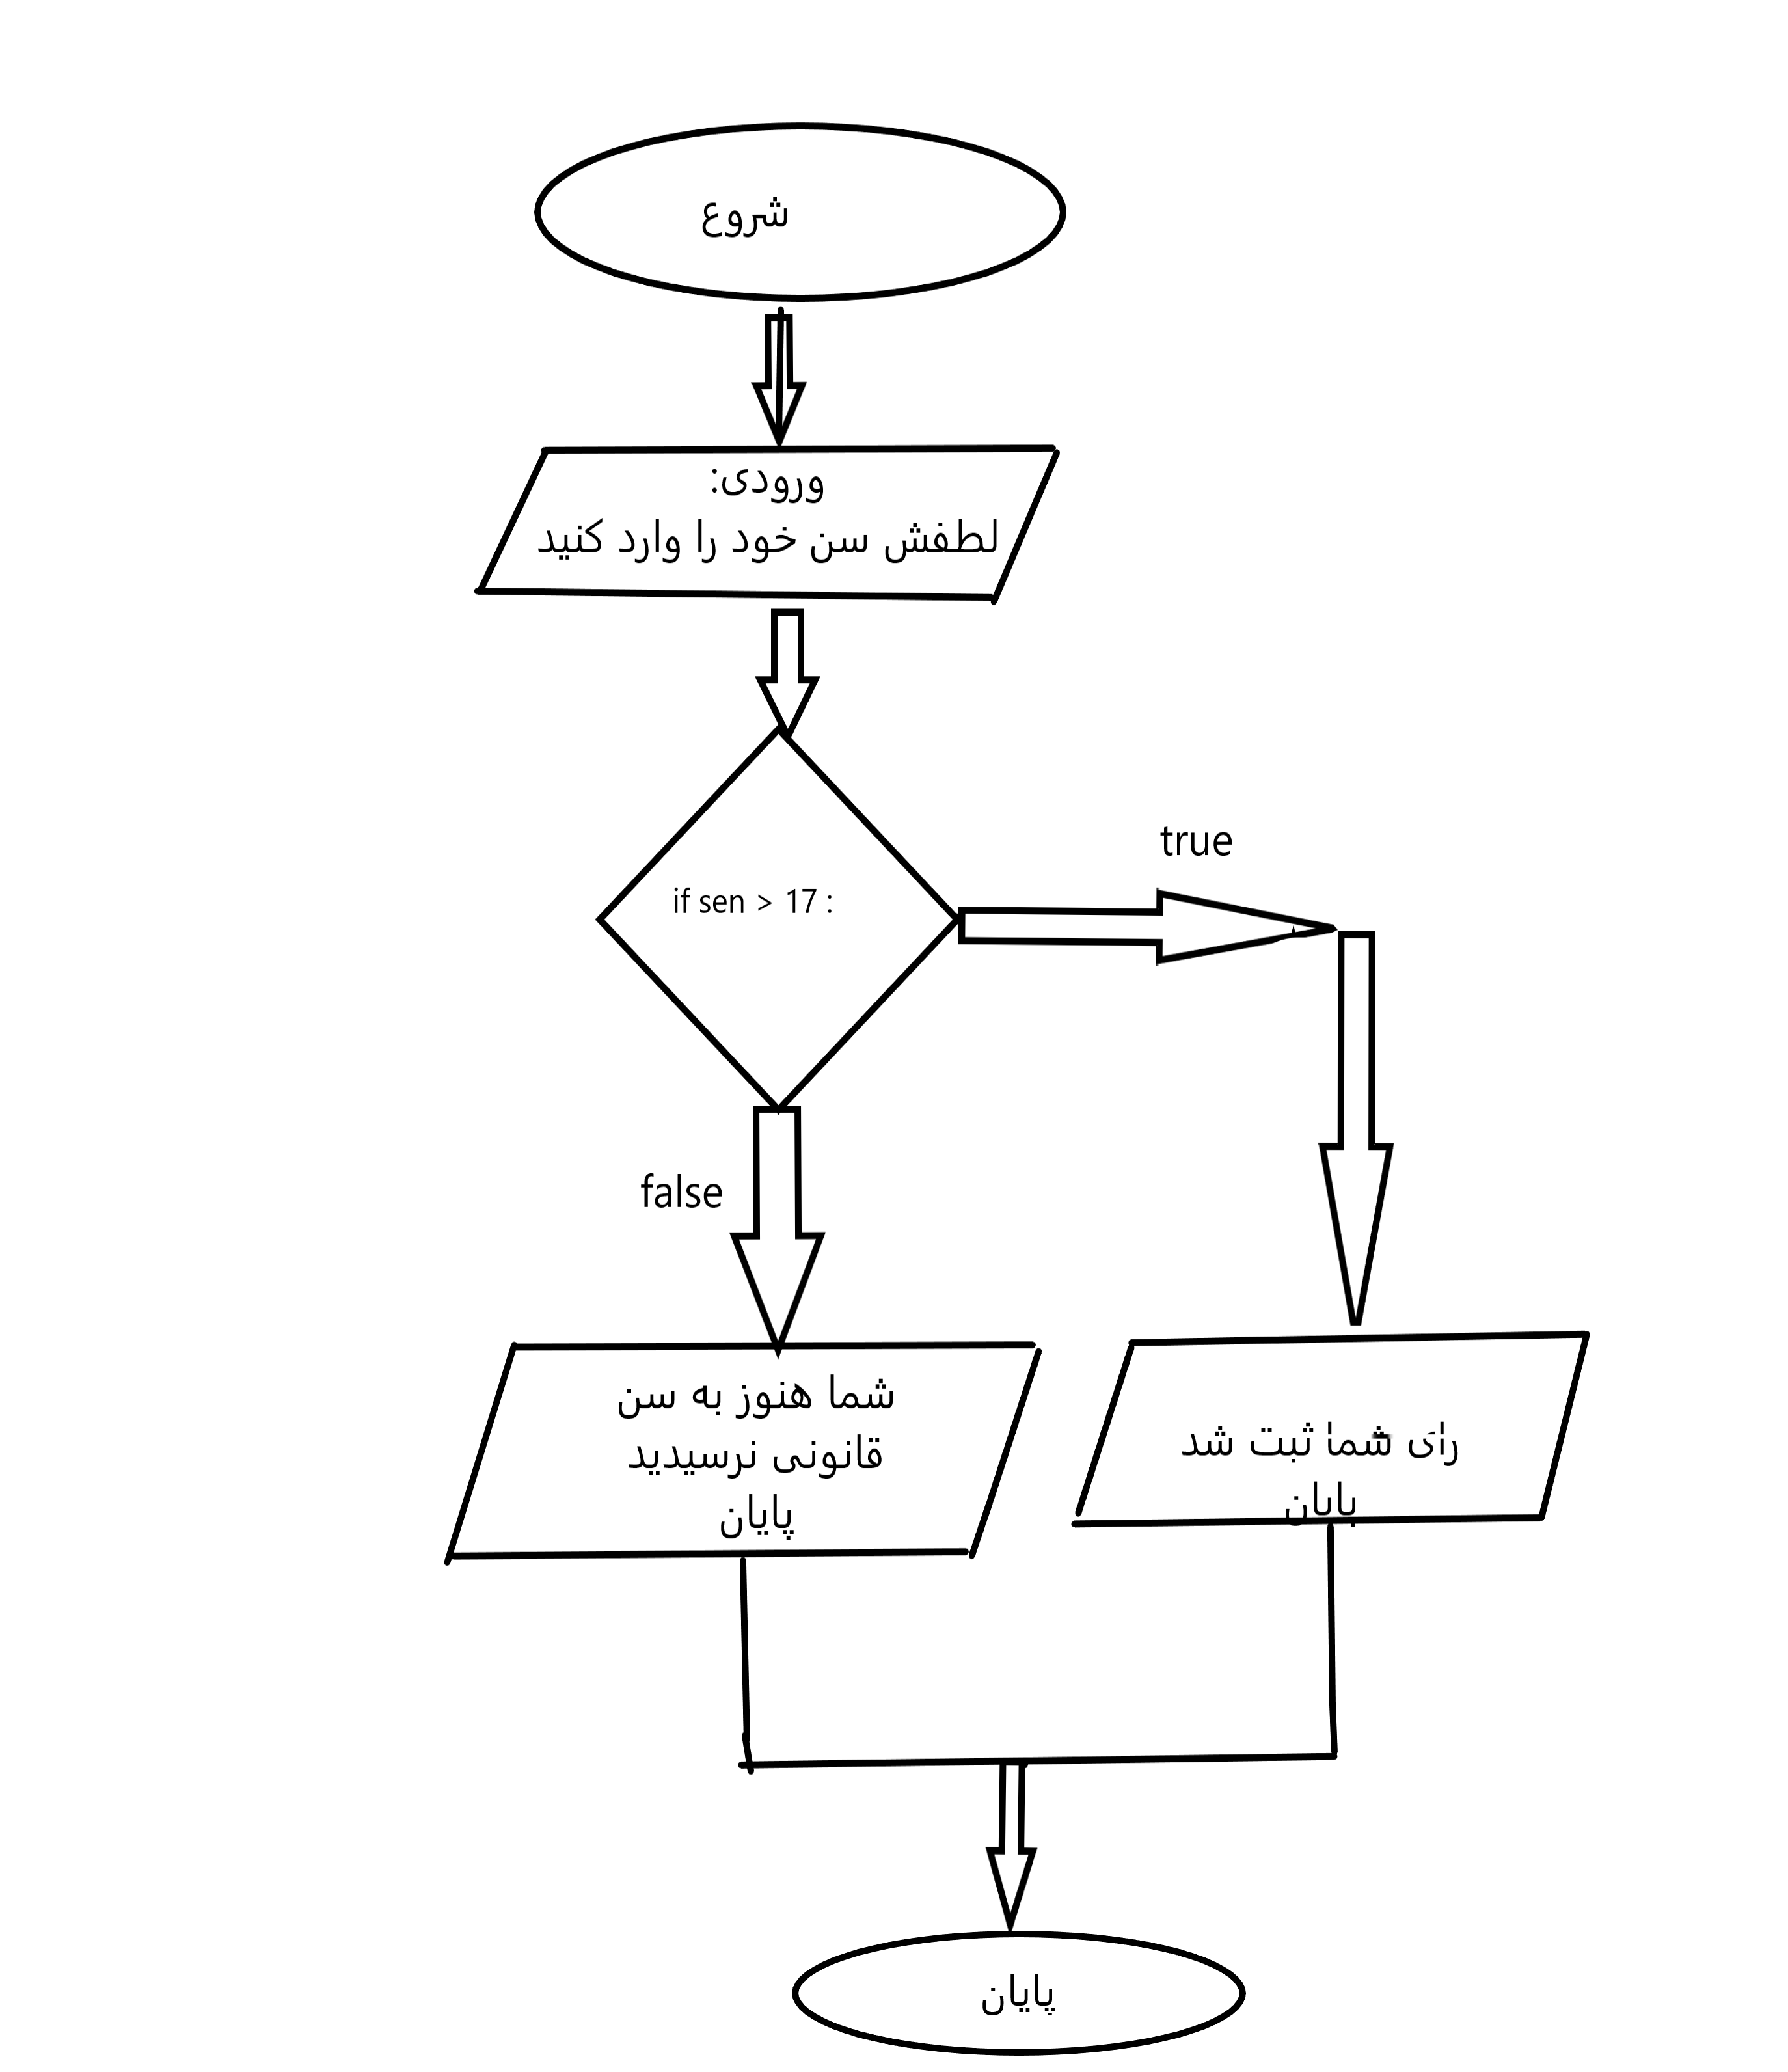 شروع
ورودی:
لطفش سن خود را وارد کنید
if sen > 17 :
true
false
شما هنوز به سن
قانونی نرسیدید
پایان
رای شما ثبت شد
پایان
پایان